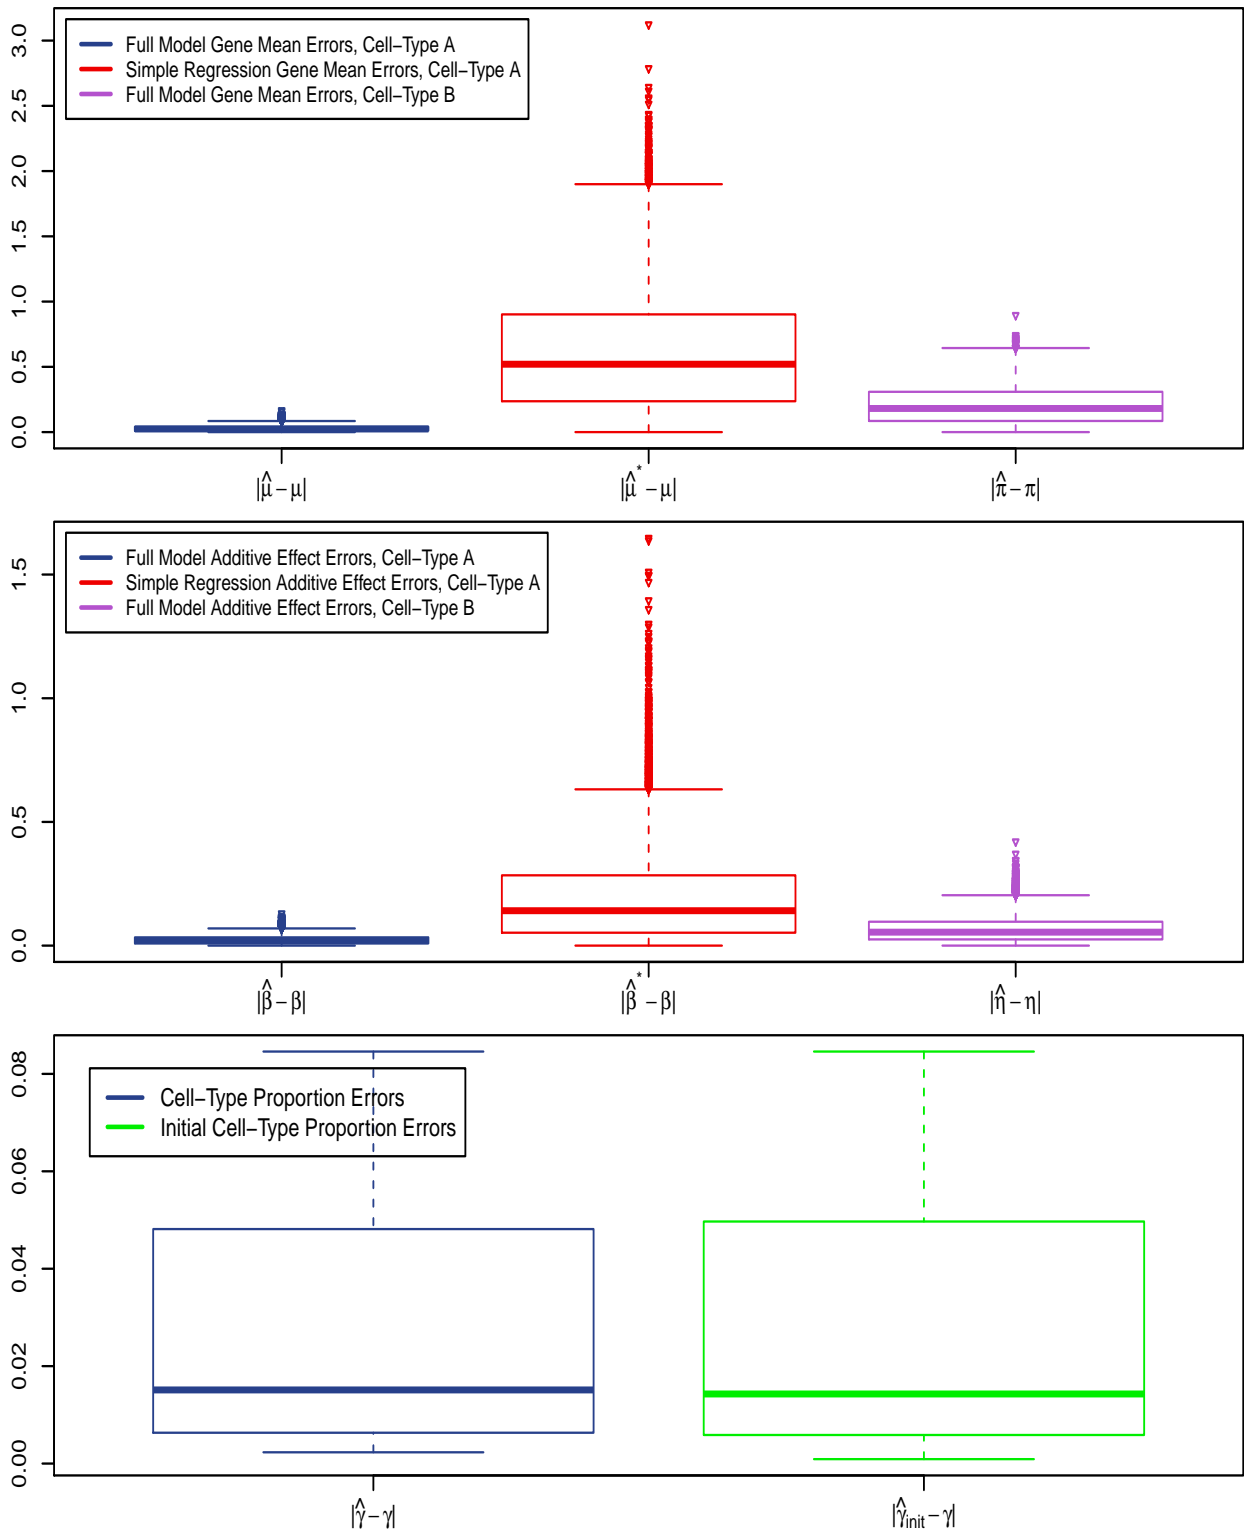 3.0
2.5
2.0
1.5
1.0
0.5
0.0
Full Model Gene Mean Errors, Cell−Type A
Simple Regression Gene Mean Errors, Cell−Type A
Full Model Gene Mean Errors, Cell−Type B
|μ̂ − μ|
|μ̂* − μ|
|π̂ − π|
1.5
1.0
0.5
0.0
Full Model Additive Effect Errors, Cell−Type A
Simple Regression Additive Effect Errors, Cell−Type A
Full Model Additive Effect Errors, Cell−Type B
|β̂ − β|
|β̂* − β|
|η̂ − η|
0.08
0.06
0.04
0.02
0.00
Cell−Type Proportion Errors
Initial Cell−Type Proportion Errors
|γ̂ − γ|
|γ̂init − γ|